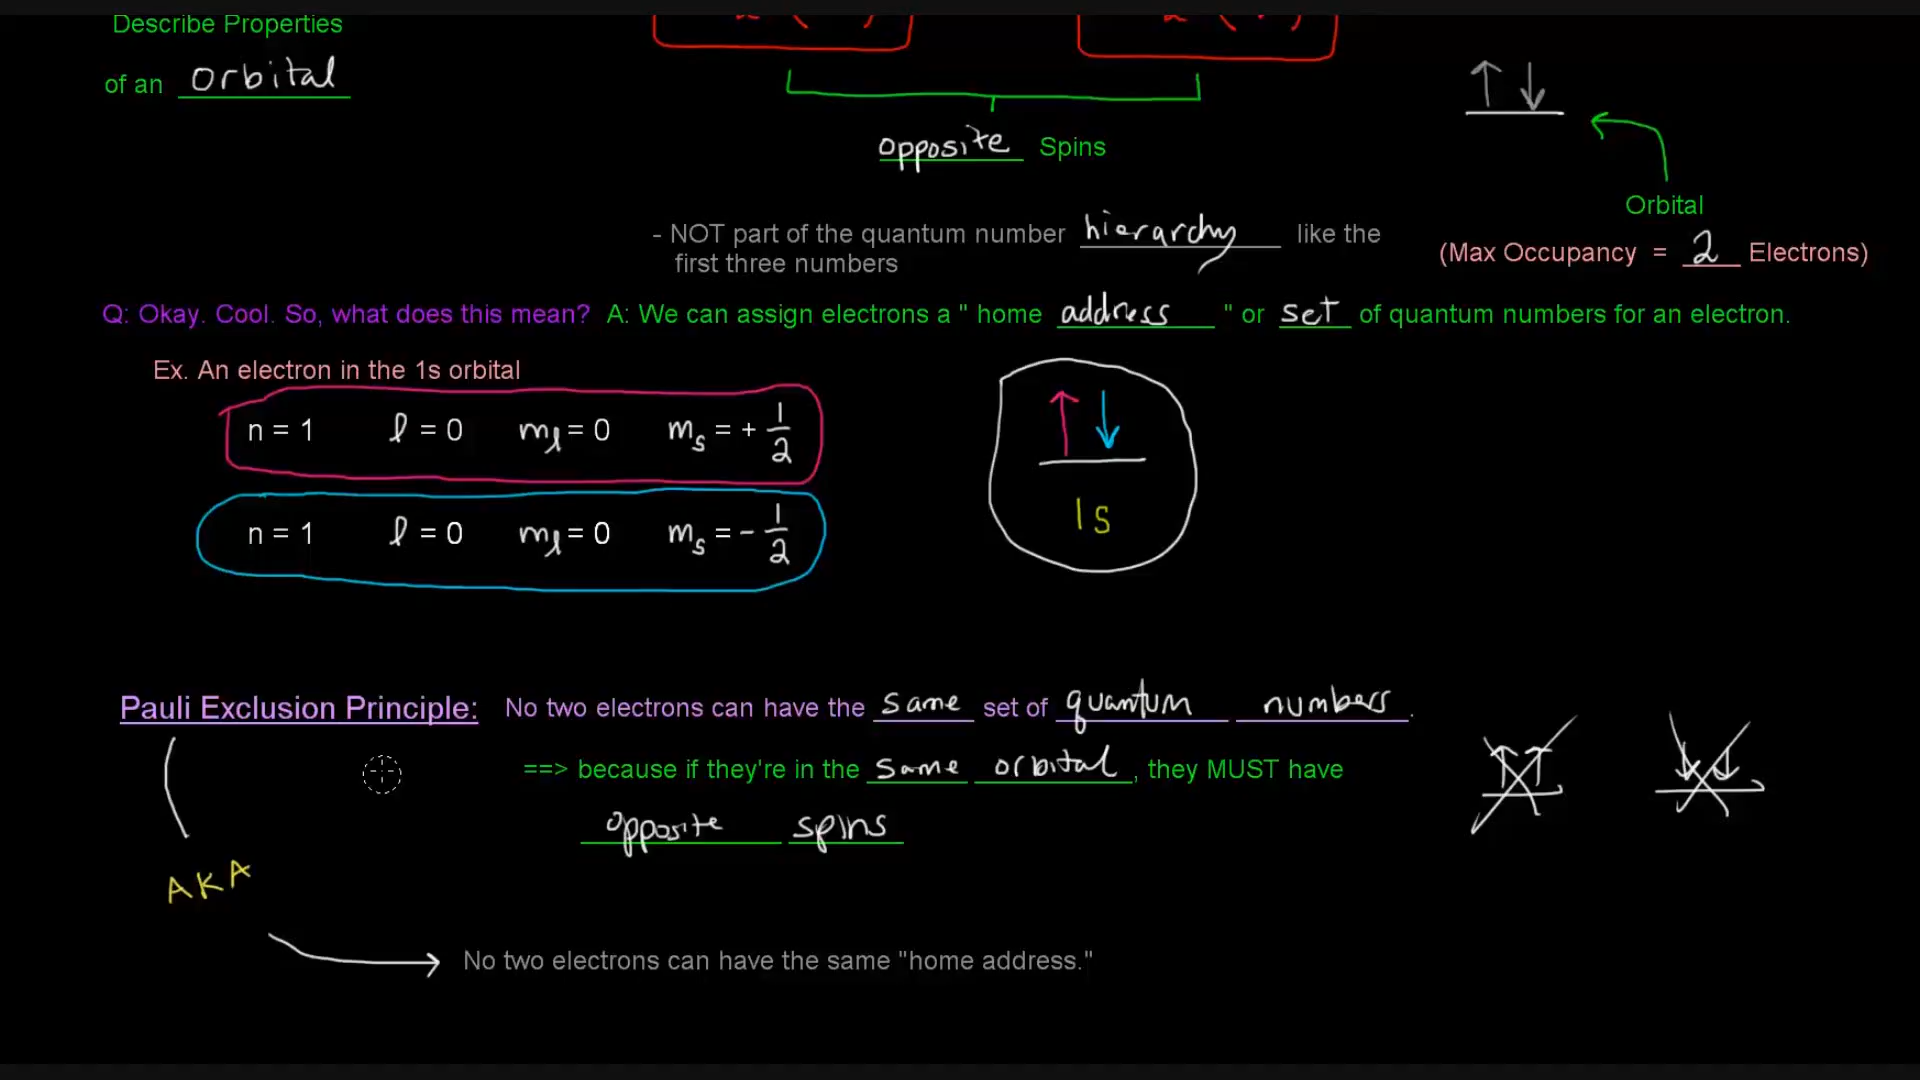 Describe Properties
of an orbital
opposite Spins
Orbital
(Max Occupancy = 2 Electrons)
- NOT part of the quantum number hierarchy like the
first three numbers
Q: Okay. Cool. So, what does this mean? A: We can assign electrons a " home address " or set of quantum numbers for an electron.
Ex. An electron in the 1s orbital
n = 1 l = 0 ml = 0 ms = + 1/2
n = 1 l = 0 ml = 0 ms = - 1/2
1s
Pauli Exclusion Principle: No two electrons can have the same set of quantum numbers.
==> because if they're in the same orbital, they MUST have
opposite spins
AKA
No two electrons can have the same "home address."